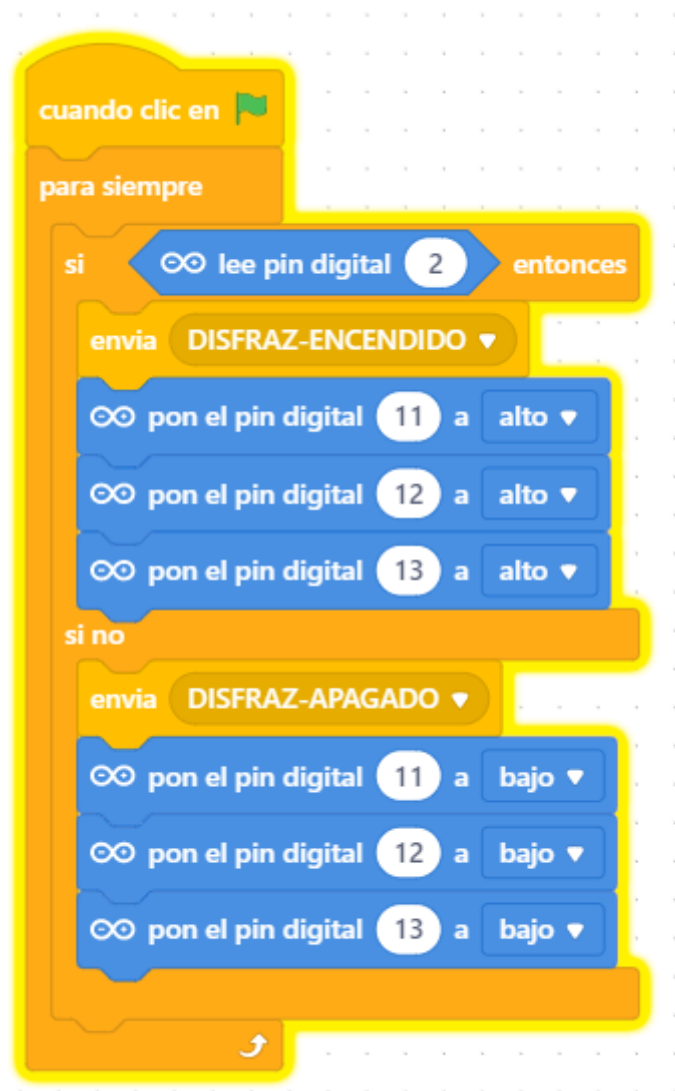 cuando clic en
para siempre
si lee pin digital 2 entonces
envia DISFRAZ-ENCENDIDO
pon el pin digital 11 a alto
pon el pin digital 12 a alto
pon el pin digital 13 a alto
si no
envia DISFRAZ-APAGADO
pon el pin digital 11 a bajo
pon el pin digital 12 a bajo
pon el pin digital 13 a bajo